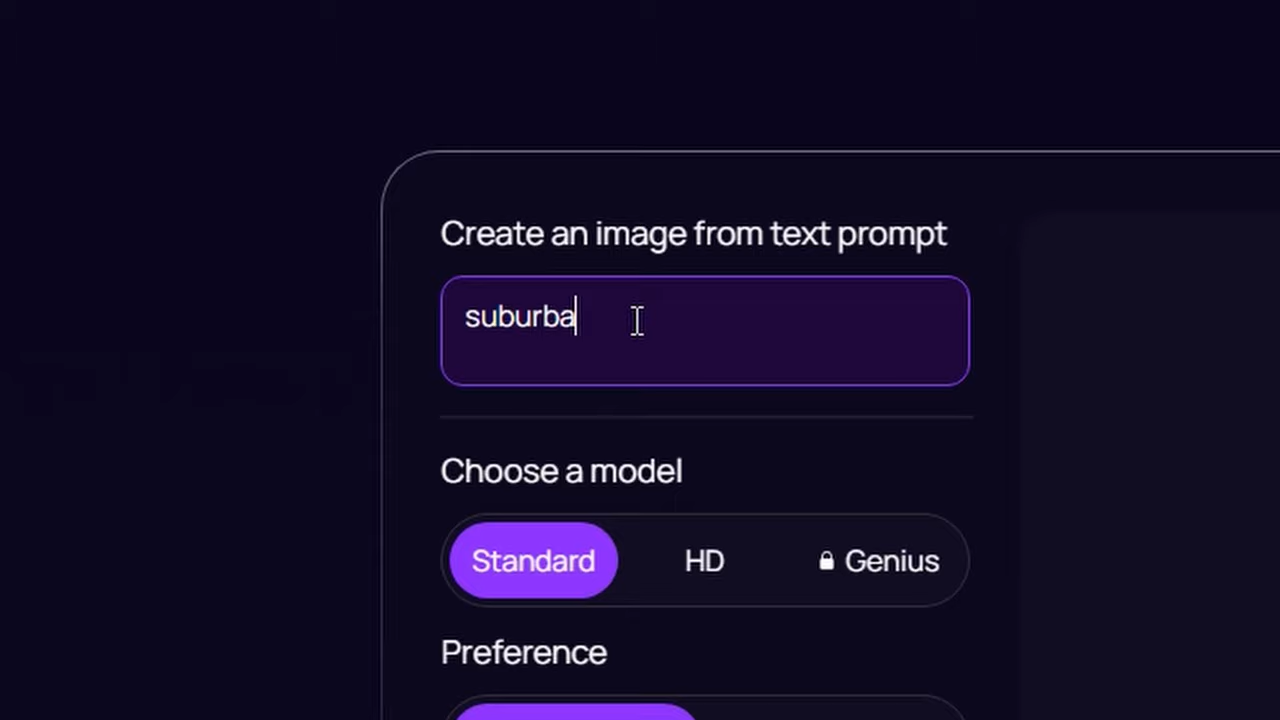 Create an image from text prompt
suburba
Choose a model
Standard HD Genius
Preference